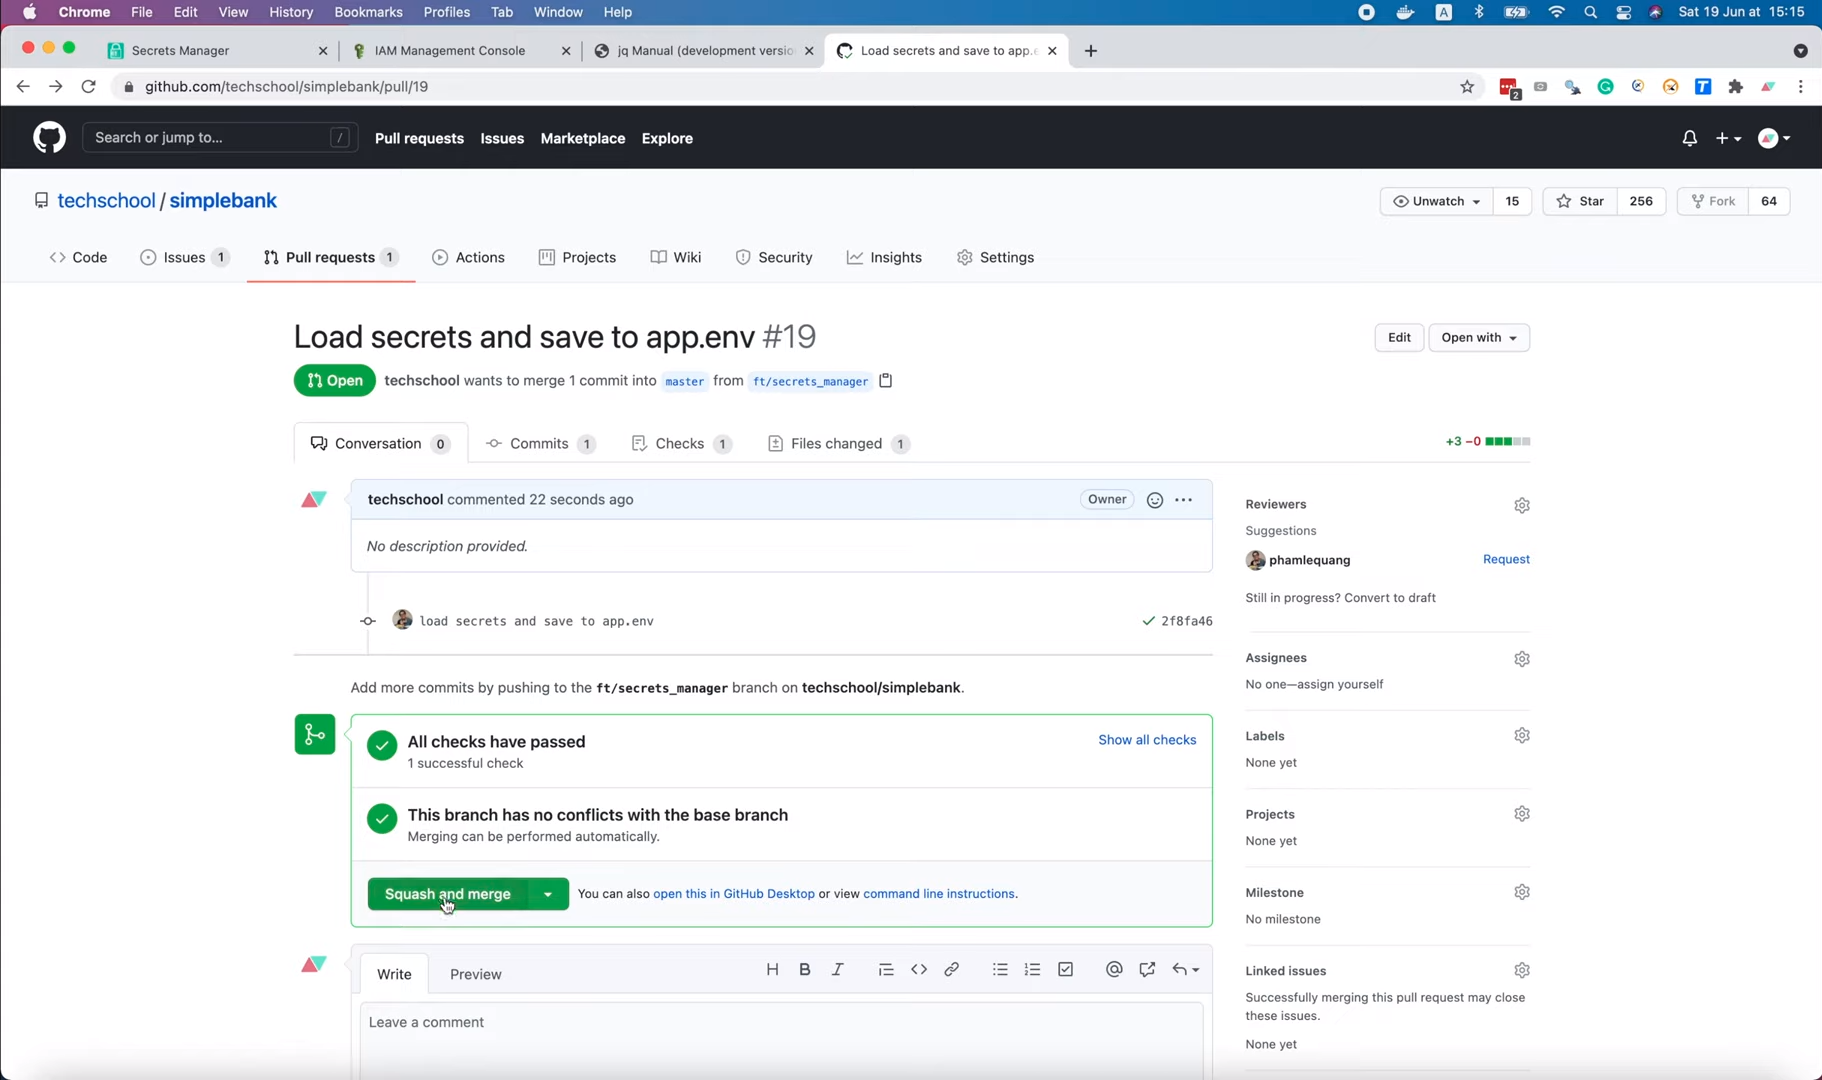 Chrome File Edit View History Bookmarks Profiles Tab Window Help A Sat 19 Jun at 15:15
Secrets Manager IAM Management Console jq Manual (development versio Load secrets and save to app.e
github.com/techschool/simplebank/pull/19 2 T
Search or jump to... / Pull requests Issues Marketplace Explore
techschool / simplebank Unwatch 15 Star 256 Fork 64
Code Issues 1 Pull requests 1 Actions Projects Wiki Security Insights Settings
Load secrets and save to app.env #19 Edit Open with
Open techschool wants to merge 1 commit into master from ft/secrets_manager
Conversation 0 Commits 1 Checks 1 Files changed 1 +3 −0
techschool commented 22 seconds ago Owner
No description provided.
load secrets and save to app.env 2f8fa46
Add more commits by pushing to the ft/secrets_manager branch on techschool/simplebank.
All checks have passed Show all checks
1 successful check
This branch has no conflicts with the base branch
Merging can be performed automatically.
Squash and merge You can also open this in GitHub Desktop or view command line instructions.
Write Preview H B I
Leave a comment
Reviewers
Suggestions
phamlequang Request
Still in progress? Convert to draft
Assignees
No one—assign yourself
Labels
None yet
Projects
None yet
Milestone
No milestone
Linked issues
Successfully merging this pull request may close
these issues.
None yet